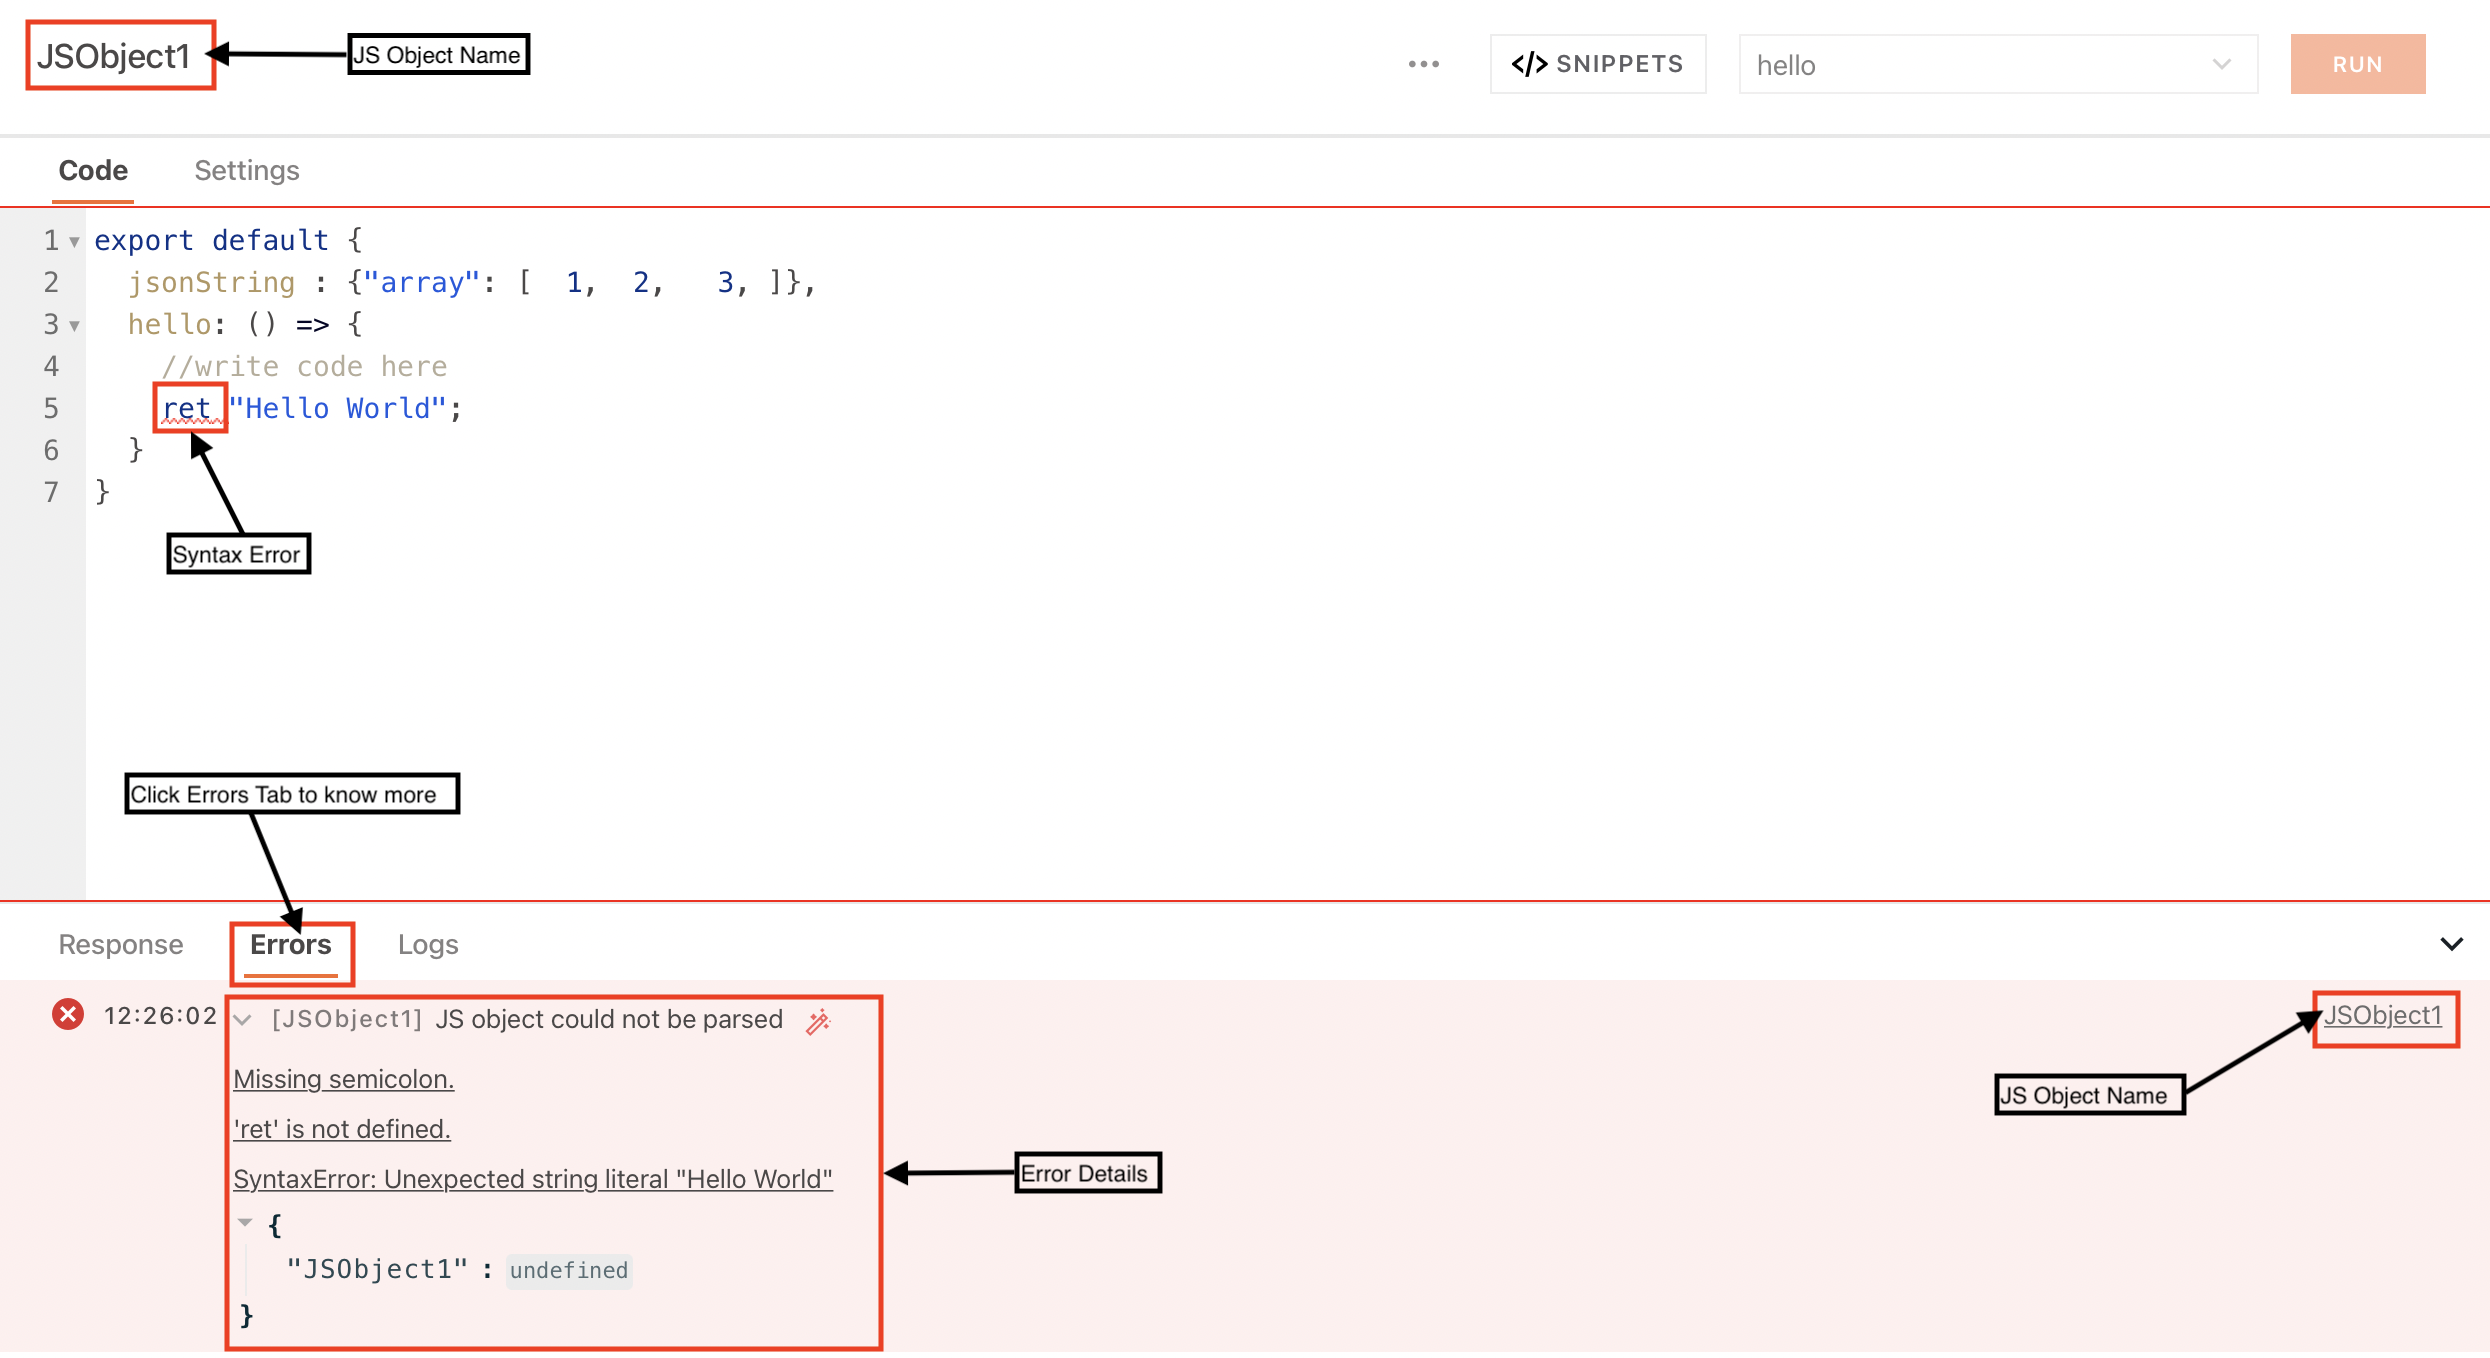 JSObject1
JS Object Name
</> SNIPPETS
hello
RUN
Code Settings
1 export default {
2 jsonString : {"array": [  1,  2,   3, ]},
3 hello: () => {
4 //write code here
5 ret "Hello World";
6 }
7 }
Syntax Error
Click Errors Tab to know more
Response Errors Logs
12:26:02 [JSObject1] JS object could not be parsed
JSObject1
Missing semicolon.
JS Object Name
'ret' is not defined.
SyntaxError: Unexpected string literal "Hello World"
Error Details
{
"JSObject1" : undefined
}